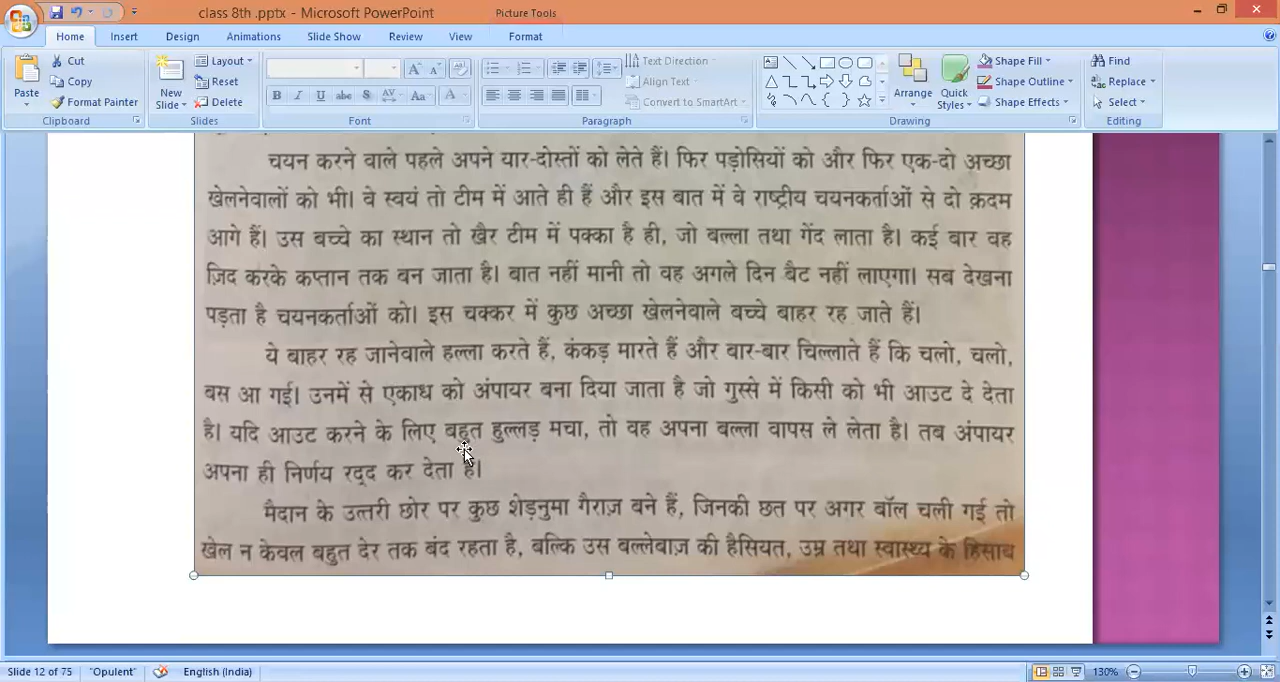 class 8th .pptx - Microsoft PowerPoint
Picture Tools
Home Insert Design Animations Slide Show Review View Format
Paste
Cut
Copy
Format Painter
Clipboard
New Slide
Layout
Reset
Delete
Slides
B I U abc S AV Aa A
Font
Text Direction
Align Text
Convert to SmartArt
Paragraph
Arrange
Quick Styles
Shape Fill
Shape Outline
Shape Effects
Drawing
Find
Replace
Select
Editing
चयन करने वाले पहले अपने यार-दोस्तों को लेते हैं। फिर पड़ोसियों को और फिर एक-दो अच्छा
खेलनेवालों को भी। वे स्वयं तो टीम में आते ही हैं और इस बात में वे राष्ट्रीय चयनकर्ताओं से दो क़दम
आगे हैं। उस बच्चे का स्थान तो खैर टीम में पक्का है ही, जो बल्ला तथा गेंद लाता है। कई बार वह
ज़िद करके कप्तान तक बन जाता है। बात नहीं मानी तो वह अगले दिन बैट नहीं लाएगा। सब देखना
पड़ता है चयनकर्ताओं को। इस चक्कर में कुछ अच्छा खेलनेवाले बच्चे बाहर रह जाते हैं।
ये बाहर रह जानेवाले हल्ला करते हैं, कंकड़ मारते हैं और बार-बार चिल्लाते हैं कि चलो, चलो,
बस आ गई। उनमें से एकाध को अंपायर बना दिया जाता है जो गुस्से में किसी को भी आउट दे देता
है। यदि आउट करने के लिए बहुत हुल्लड़ मचा, तो वह अपना बल्ला वापस ले लेता है। तब अंपायर
अपना ही निर्णय रद्द कर देता है।
मैदान के उत्तरी छोर पर कुछ शेड़नुमा गैराज़ बने हैं, जिनकी छत पर अगर बॉल चली गई तो
खेल न केवल बहुत देर तक बंद रहता है, बल्कि उस बल्लेबाज़ की हैसियत, उम्र तथा स्वास्थ्य के हिसाब
Slide 12 of 75 "Opulent" English (India) 130%